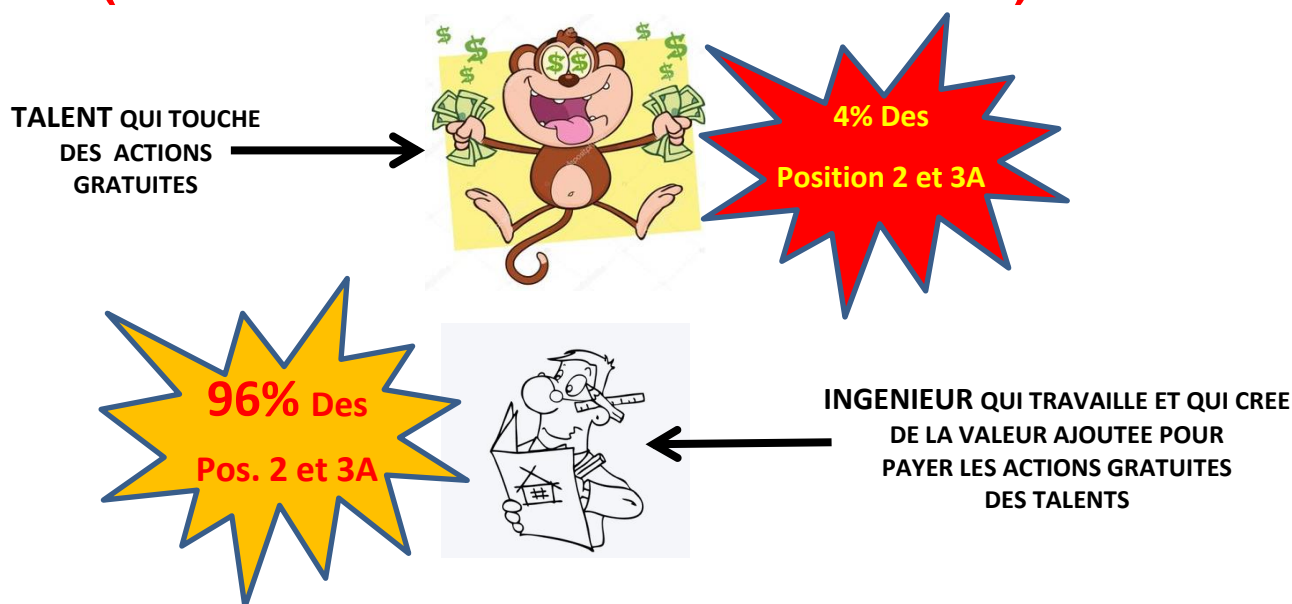 TALENT QUI TOUCHE
DES ACTIONS
GRATUITES
4% Des
Position 2 et 3A
96% Des
Pos. 2 et 3A
INGENIEUR QUI TRAVAILLE ET QUI CREE
DE LA VALEUR AJOUTEE POUR
PAYER LES ACTIONS GRATUITES
DES TALENTS